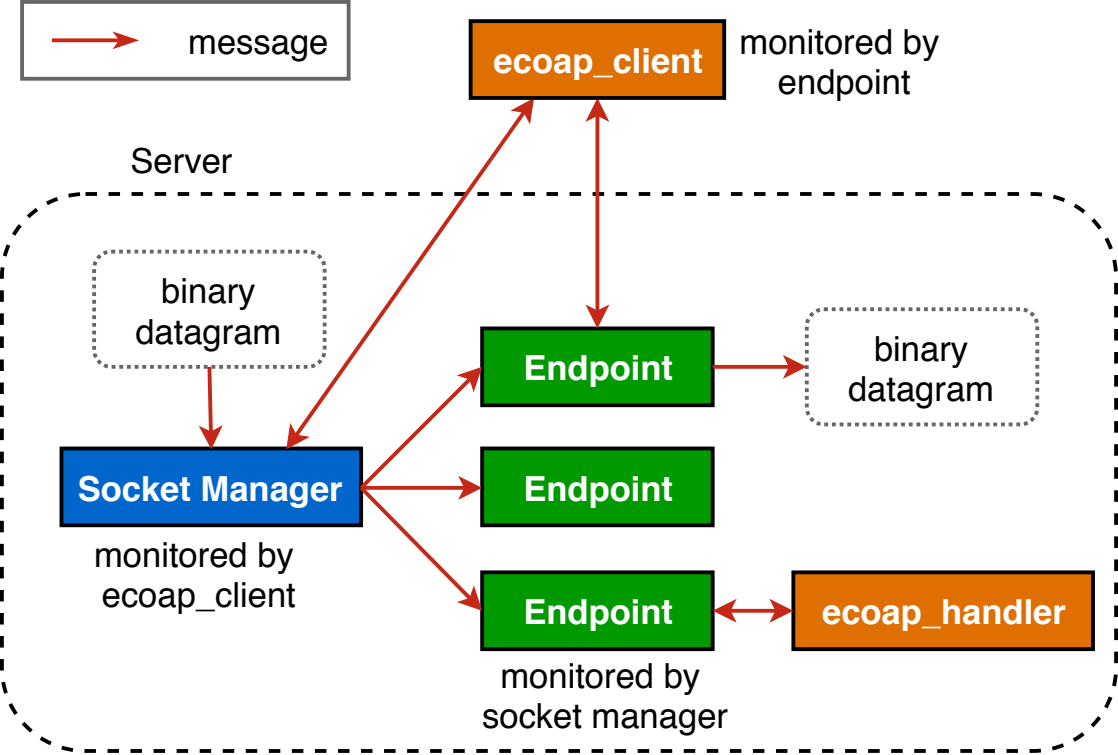 message
ecoap_client
monitored by
endpoint
Server
binary
datagram
Endpoint
binary
datagram
Socket Manager
Endpoint
monitored by
ecoap_client
Endpoint
ecoap_handler
monitored by
socket manager